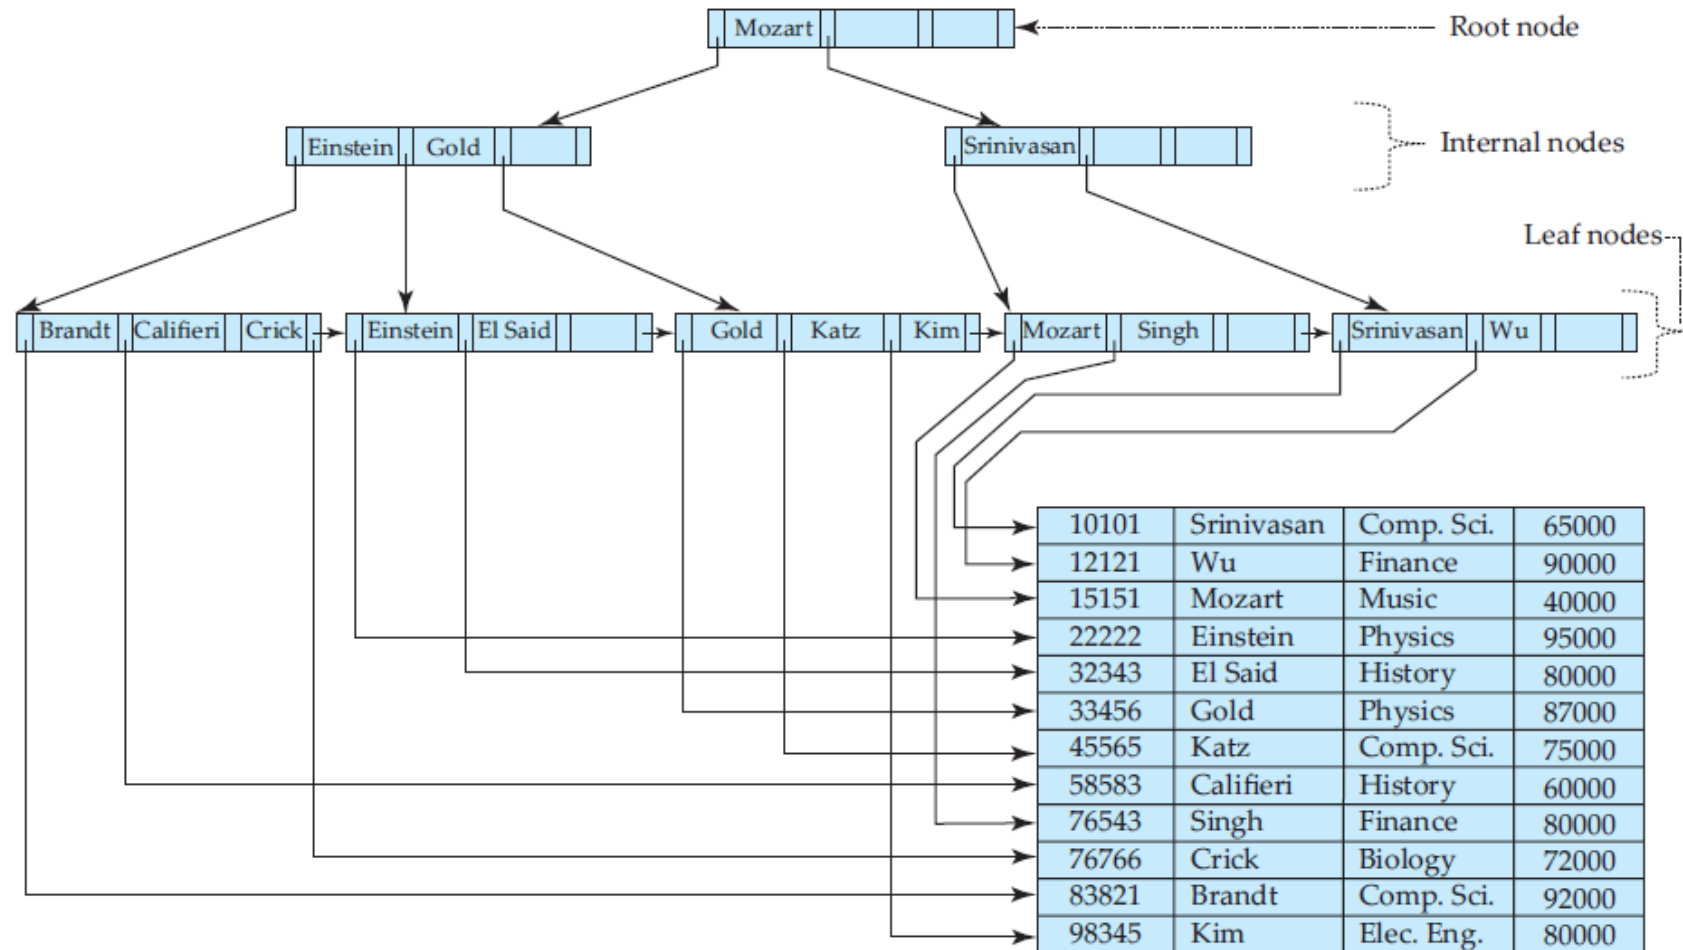 Mozart
Root node
Einstein Gold
Srinivasan
Internal nodes
Leaf nodes
Brandt Califieri Crick Einstein El Said Gold Katz Kim Mozart Singh Srinivasan Wu
10101 Srinivasan Comp. Sci. 65000
12121 Wu Finance 90000
15151 Mozart Music 40000
22222 Einstein Physics 95000
32343 El Said History 80000
33456 Gold Physics 87000
45565 Katz Comp. Sci. 75000
58583 Califieri History 60000
76543 Singh Finance 80000
76766 Crick Biology 72000
83821 Brandt Comp. Sci. 92000
98345 Kim Elec. Eng. 80000